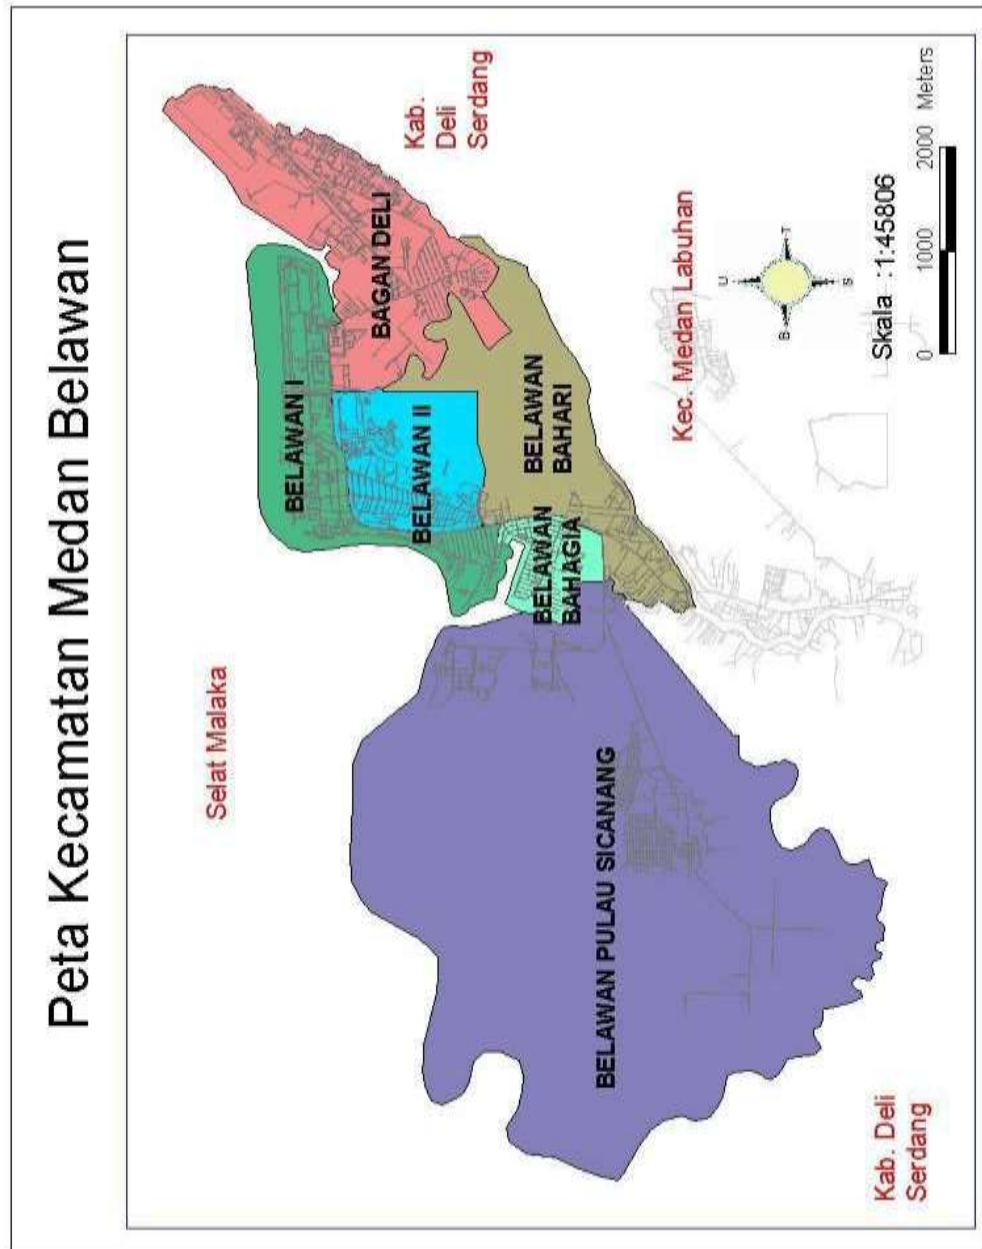 Peta Kecamatan Medan Belawan
Selat Malaka
Kab.
Deli
Serdang
BELAWAN I
BAGAN DELI
BELAWAN II
BELAWAN
BAHARI
BELAWAN
BAHAGIA
BELAWAN PULAU SICANANG
Kec. Medan Labuhan
Kab. Deli
Serdang
U
B
T
S
Skala : 1:45806
0 1000 2000 Meters